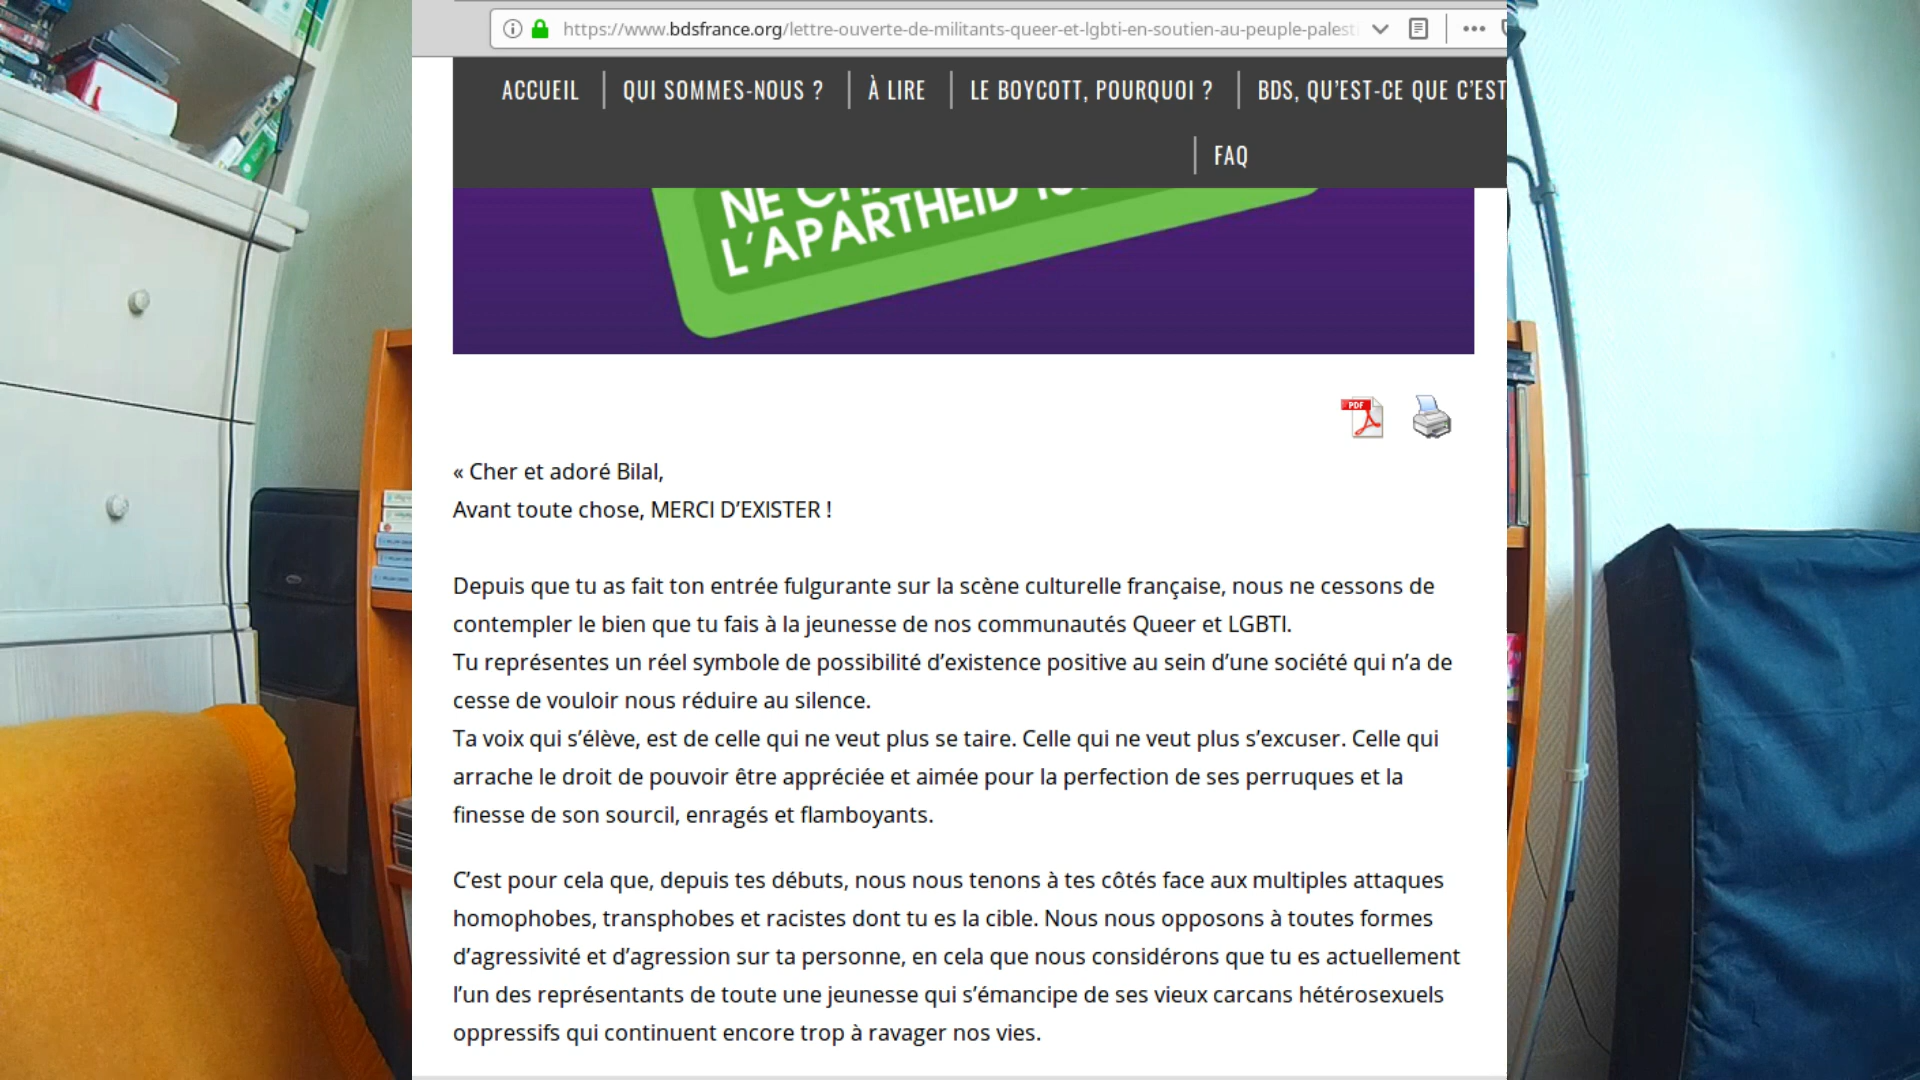 https://www.bdsfrance.org/lettre-ouverte-de-militants-queer-et-lgbti-en-soutien-au-peuple-palest
ACCUEIL
QUI SOMMES-NOUS ?
À LIRE
LE BOYCOTT, POURQUOI ?
BDS, QU'EST-CE QUE C'EST
FAQ
NE
L'APARTHEID
PDF
« Cher et adoré Bilal,
Avant toute chose, MERCI D’EXISTER !
Depuis que tu as fait ton entrée fulgurante sur la scène culturelle française, nous ne cessons de
contempler le bien que tu fais à la jeunesse de nos communautés Queer et LGBTI.
Tu représentes un réel symbole de possibilité d’existence positive au sein d’une société qui n’a de
cesse de vouloir nous réduire au silence.
Ta voix qui s’élève, est de celle qui ne veut plus se taire. Celle qui ne veut plus s’excuser. Celle qui
arrache le droit de pouvoir être appréciée et aimée pour la perfection de ses perruques et la
finesse de son sourcil, enragés et flamboyants.
C’est pour cela que, depuis tes débuts, nous nous tenons à tes côtés face aux multiples attaques
homophobes, transphobes et racistes dont tu es la cible. Nous nous opposons à toutes formes
d’agressivité et d’agression sur ta personne, en cela que nous considérons que tu es actuellement
l’un des représentants de toute une jeunesse qui s’émancipe de ses vieux carcans hétérosexuels
oppressifs qui continuent encore trop à ravager nos vies.